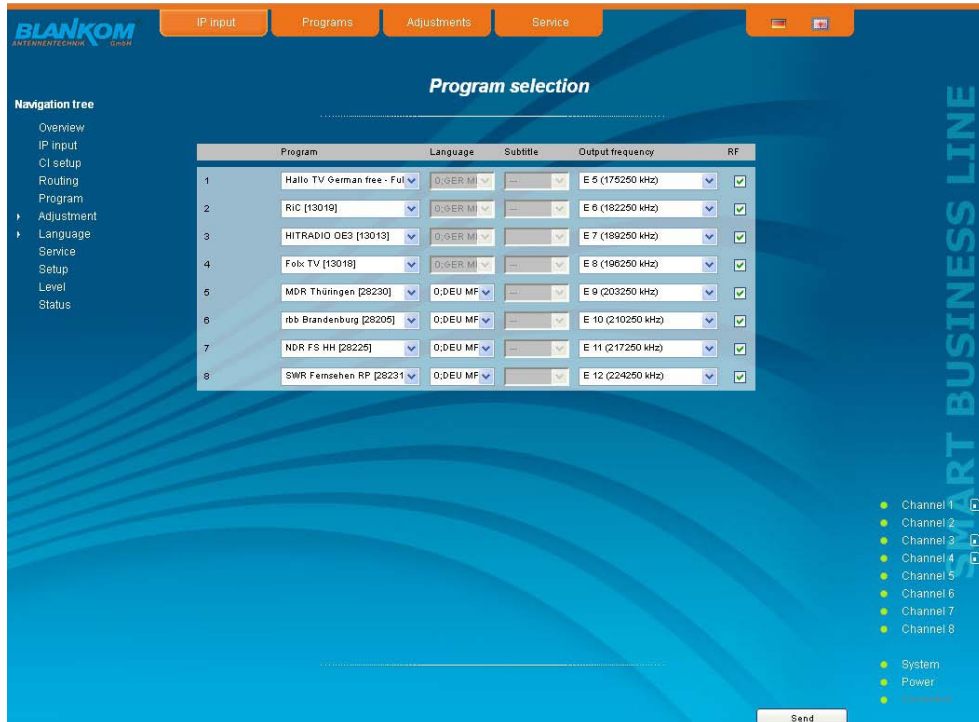 BLANKOM
ANTENNENTECHNIK GmbH
IP input
Programs
Adjustments
Service
Program selection
Navigation tree
Overview
IP input
CI setup
Routing
Program
Adjustment
Language
Service
Setup
Level
Status
Program Language Subtitle Output frequency RF
1 Hallo TV German free - Ful 0;GER M --- E 5 (175250 kHz)
2 RiC [13019] 0;GER M --- E 6 (182250 kHz)
3 HITRADIO OE3 [13013] 0;GER M --- E 7 (189250 kHz)
4 Folx TV [13018] 0;GER M --- E 8 (196250 kHz)
5 MDR Thüringen [28230] 0;DEU MF --- E 9 (203250 kHz)
6 rbb Brandenburg [28205] 0;DEU MF --- E 10 (210250 kHz)
7 NDR FS HH [28225] 0;DEU MF --- E 11 (217250 kHz)
8 SWR Fernsehen RP [28231 0;DEU MF --- E 12 (224250 kHz)
SMART BUSINESS LINE
Channel 1
Channel 2
Channel 3
Channel 4
Channel 5
Channel 6
Channel 7
Channel 8
System
Power
Send